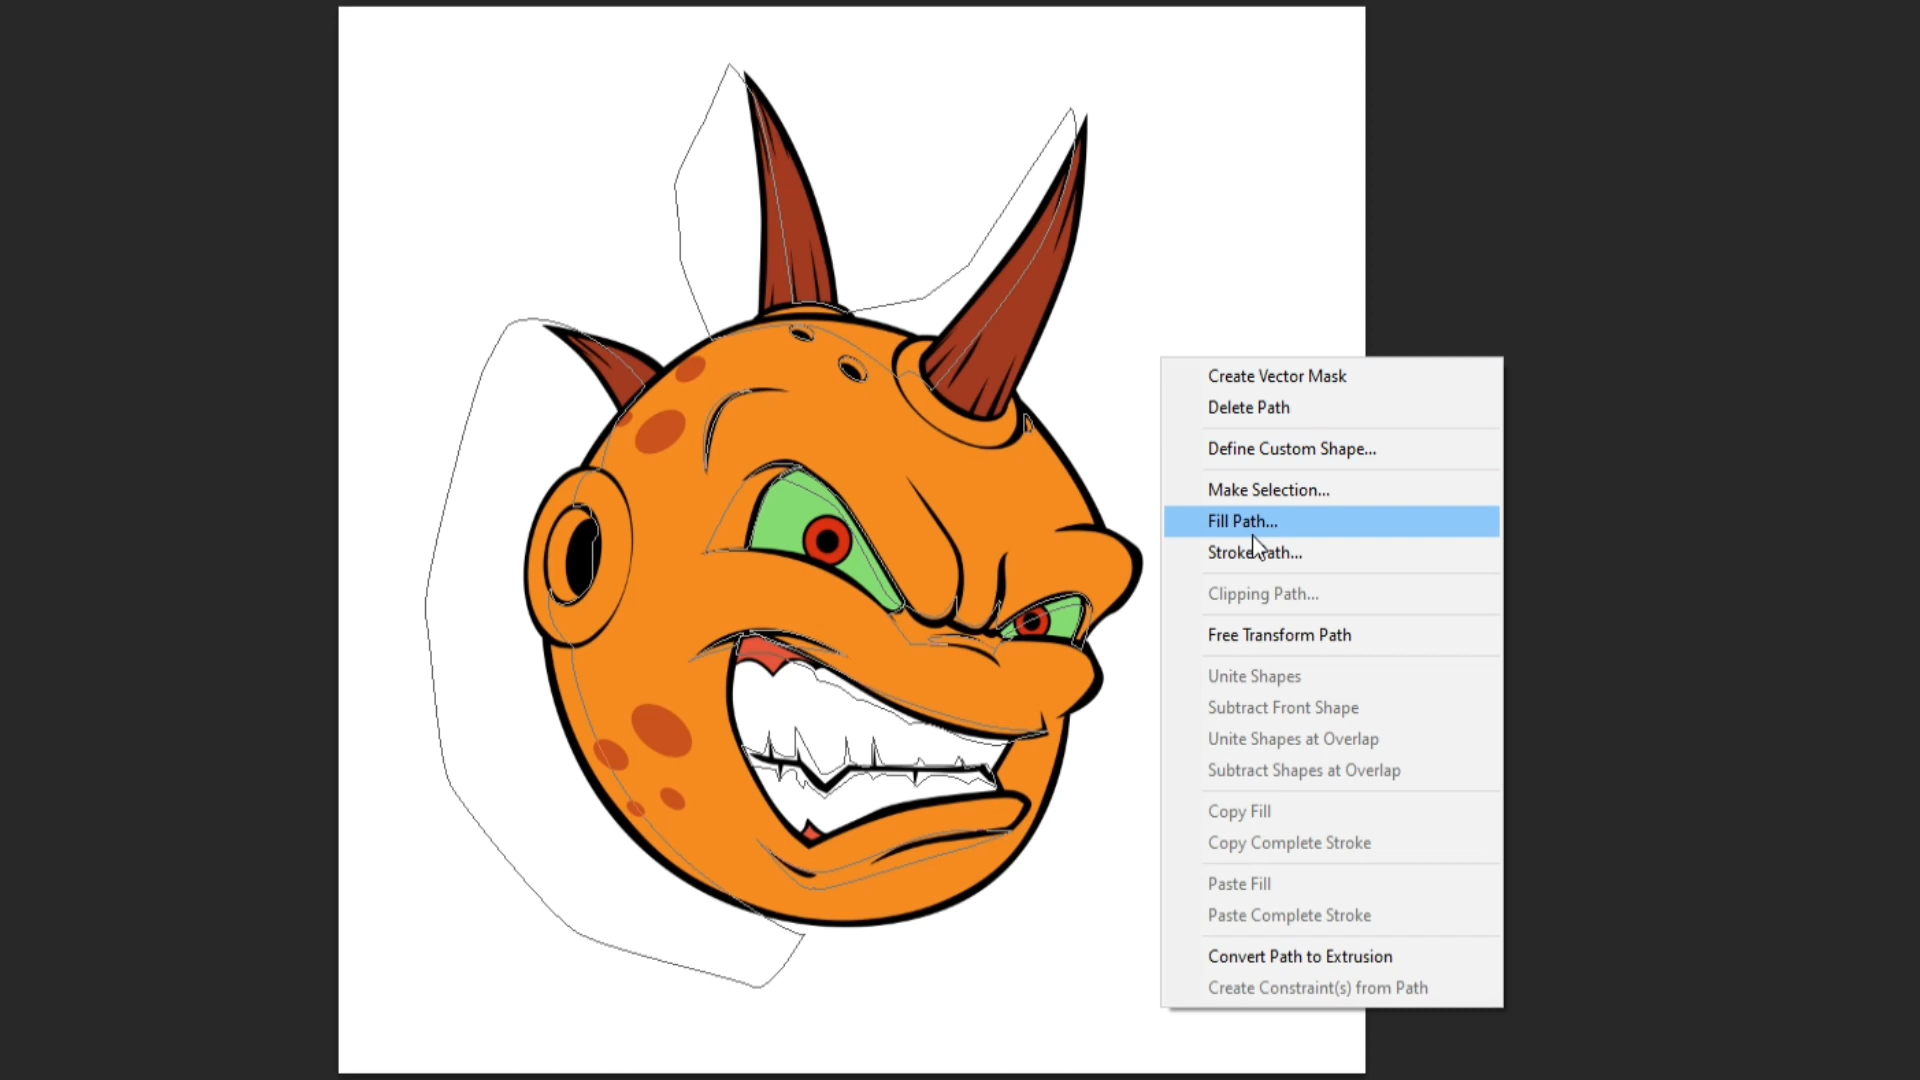 Create Vector Mask
Delete Path
Define Custom Shape...
Make Selection...
Fill Path...
Stroke Path...
Clipping Path...
Free Transform Path
Unite Shapes
Subtract Front Shape
Unite Shapes at Overlap
Subtract Shapes at Overlap
Copy Fill
Copy Complete Stroke
Paste Fill
Paste Complete Stroke
Convert Path to Extrusion
Create Constraint(s) from Path